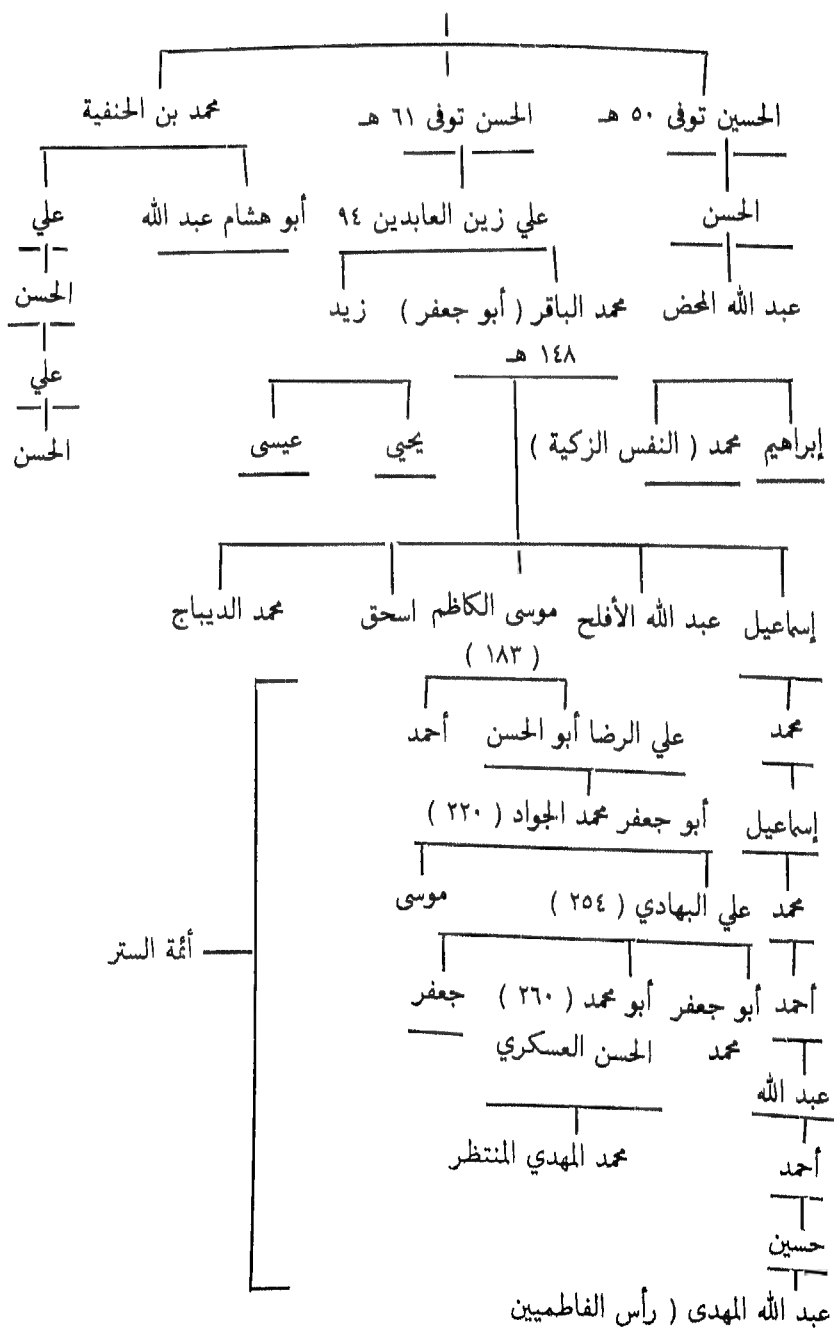 الحسين توفى ٥٠ هـ الحسن توفى ٦١ هـ محمد بن الحنفية
الحسن علي زين العابدين ٩٤ أبو هشام عبد الله علي
عبد الله المحض محمد الباقر ( أبو جعفر ) زيد الحسن
١٤٨ هـ
علي
إبراهيم محمد ( النفس الزكية ) يحيى عيسى الحسن
إسماعيل عبد الله الأفلح موسى الكاظم اسحق محمد الديباج
( ١٨٣ )
محمد علي الرضا أبو الحسن أحمد
إسماعيل أبو جعفر محمد الجواد ( ٢٢٠ )
محمد علي البهادي ( ٢٥٤ ) موسى
أئمة الستر
أحمد أبو جعفر أبو محمد ( ٢٦٠ ) جعفر
محمد الحسن العسكري
عبد الله
أحمد محمد المهدي المنتظر
حسين
عبد الله المهدى ( رأس الفاطميين